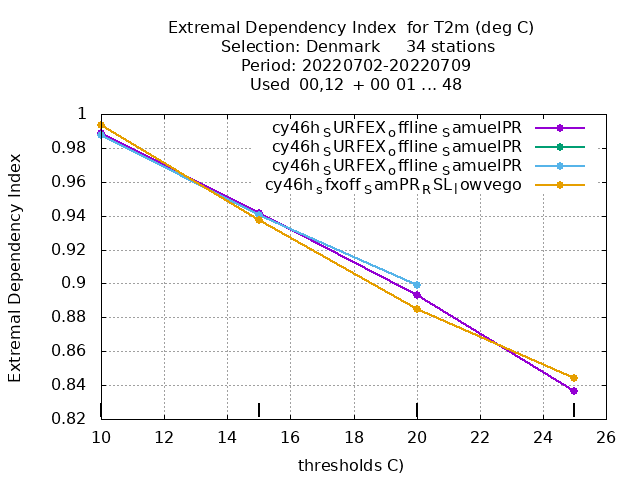 Extremal Dependency Index  for T2m (deg C)
Selection: Denmark     34 stations
Period: 20220702-20220709
Used  00,12  + 00 01 ... 48
cy46h_SURFEX_offline_SamuelPR
cy46h_SURFEX_offline_SamuelPR
cy46h_SURFEX_offline_SamuelPR
cy46h_sfxoff_SamPR_RSL_lowvego
Extremal Dependency Index
1
0.98
0.96
0.94
0.92
0.9
0.88
0.86
0.84
0.82
10 12 14 16 18 20 22 24 26
thresholds C)